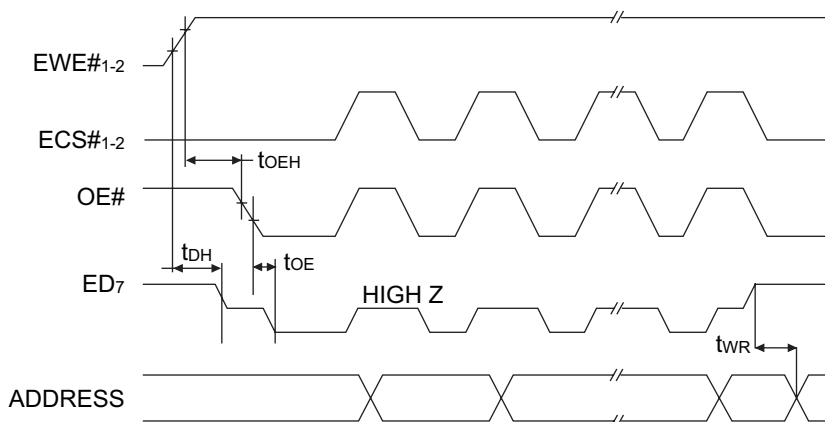 EWE#1-2
ECS#1-2
tOEH
OE#
tDH
tOE
ED7
HIGH Z
tWR
ADDRESS